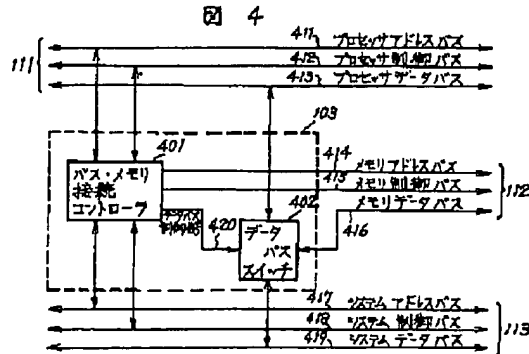 図 4
411 プロセッサアドレスバス
412 プロセッサ制御バス
413 プロセッサデータバス
111
103
401
バス・メモリ
接続
コントローラ
414
メモリアドレスバス
415
メモリ制御バス
メモリデータバス
416
112
402
データ
パス
スイッチ
420
417 システムアドレスバス
418 システム制御バス
419 システムデータバス
113